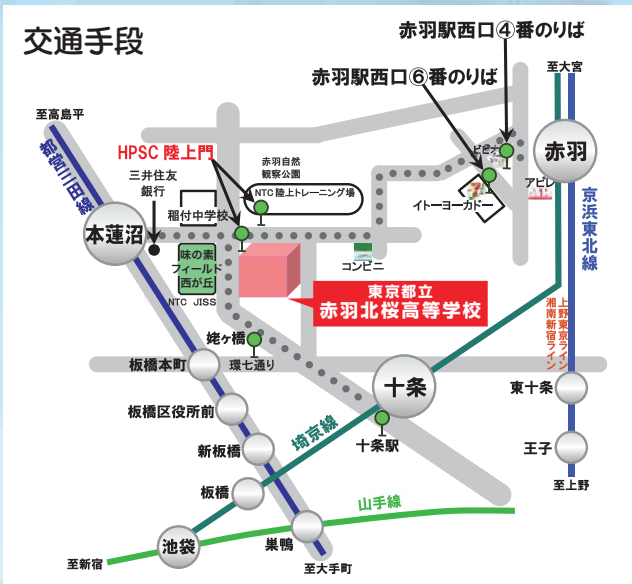 交通手段
赤羽駅西口④番のりば
赤羽駅西口⑥番のりば
至大宮
至高島平
都営三田線
HPSC 陸上門
三井住友
銀行
赤羽自然
観察公園
NTC 陸上トレーニング場
ビビオ
赤羽
アピレ
イトーヨーカドー
稲付中学校
本蓮沼
味の素
フィールド
西が丘
NTC JISS
コンビニ
京浜東北線
東京都立
赤羽北桜高等学校
上野東京ライン
湘南新宿ライン
姥ヶ橋
環七通り
板橋本町
十条
東十条
板橋区役所前
十条駅
新板橋
埼京線
王子
板橋
至上野
山手線
池袋
巣鴨
至新宿
至大手町